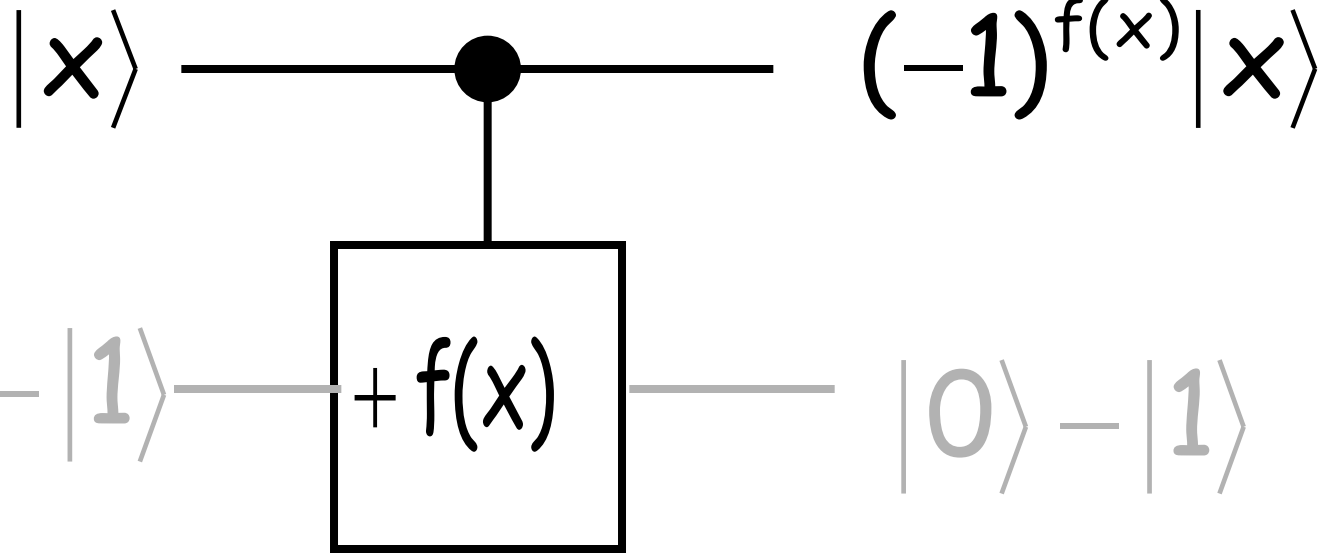 |x⟩ (−1)^f(x) |x⟩
− |1⟩ + f(x) |0⟩ − |1⟩